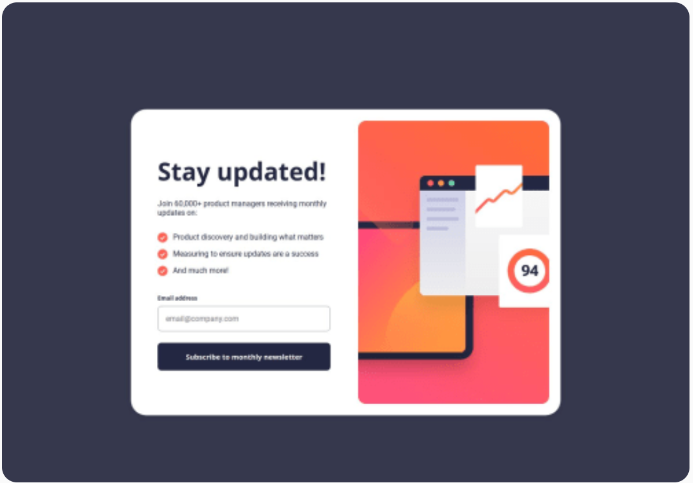 Stay updated!
Join 60,000+ product managers receiving monthly
updates on:
Product discovery and building what matters
Measuring to ensure updates are a success
And much more!
Email address
email@company.com
Subscribe to monthly newsletter
94